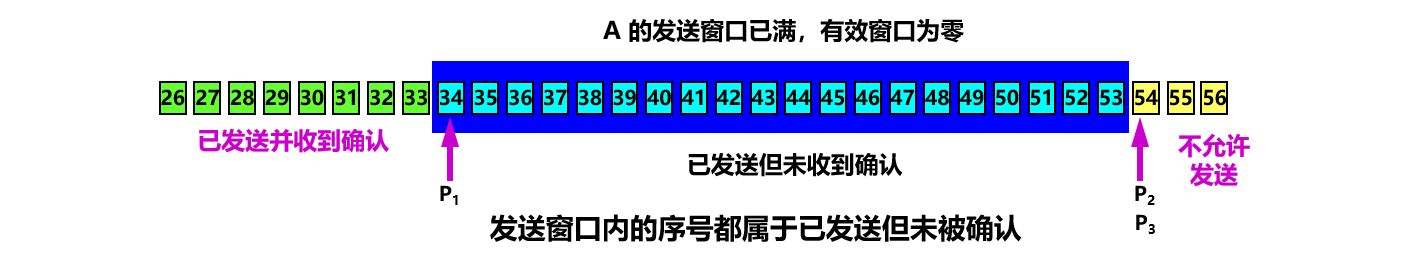 A 的发送窗口已满，有效窗口为零
26 27 28 29 30 31 32 33 34 35 36 37 38 39 40 41 42 43 44 45 46 47 48 49 50 51 52 53 54 55 56
已发送并收到确认
已发送但未收到确认
不允许
发送
P₁
P₂
P₃
发送窗口内的序号都属于已发送但未被确认